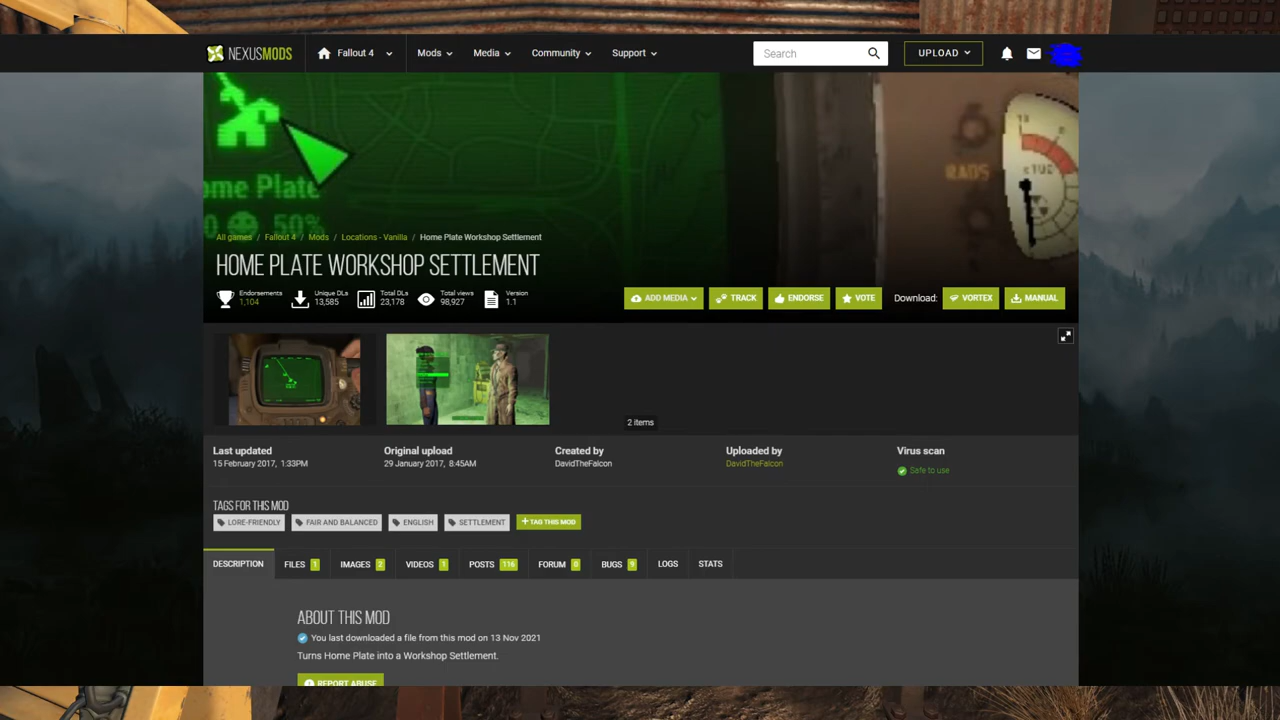 NEXUSMODS Fallout 4 Mods Media Community Support Search UPLOAD
ome Plate
0 50%
RADS
All games / Fallout 4 / Mods / Locations - Vanilla / Home Plate Workshop Settlement
HOME PLATE WORKSHOP SETTLEMENT
Endorsements Unique DLs Total DLs Total views Version
1,104 13,585 23,178 98,927 1.1
ADD MEDIA TRACK ENDORSE VOTE Download: VORTEX MANUAL
2 items
Last updated Original upload Created by Uploaded by Virus scan
15 February 2017, 1:33PM 29 January 2017, 8:45AM DavidTheFalcon DavidTheFalcon Safe to use
TAGS FOR THIS MOD
LORE-FRIENDLY FAIR AND BALANCED ENGLISH SETTLEMENT + TAG THIS MOD
DESCRIPTION FILES 1 IMAGES 2 VIDEOS 1 POSTS 116 FORUM 0 BUGS 9 LOGS STATS
ABOUT THIS MOD
You last downloaded a file from this mod on 13 Nov 2021
Turns Home Plate into a Workshop Settlement.
REPORT ABUSE